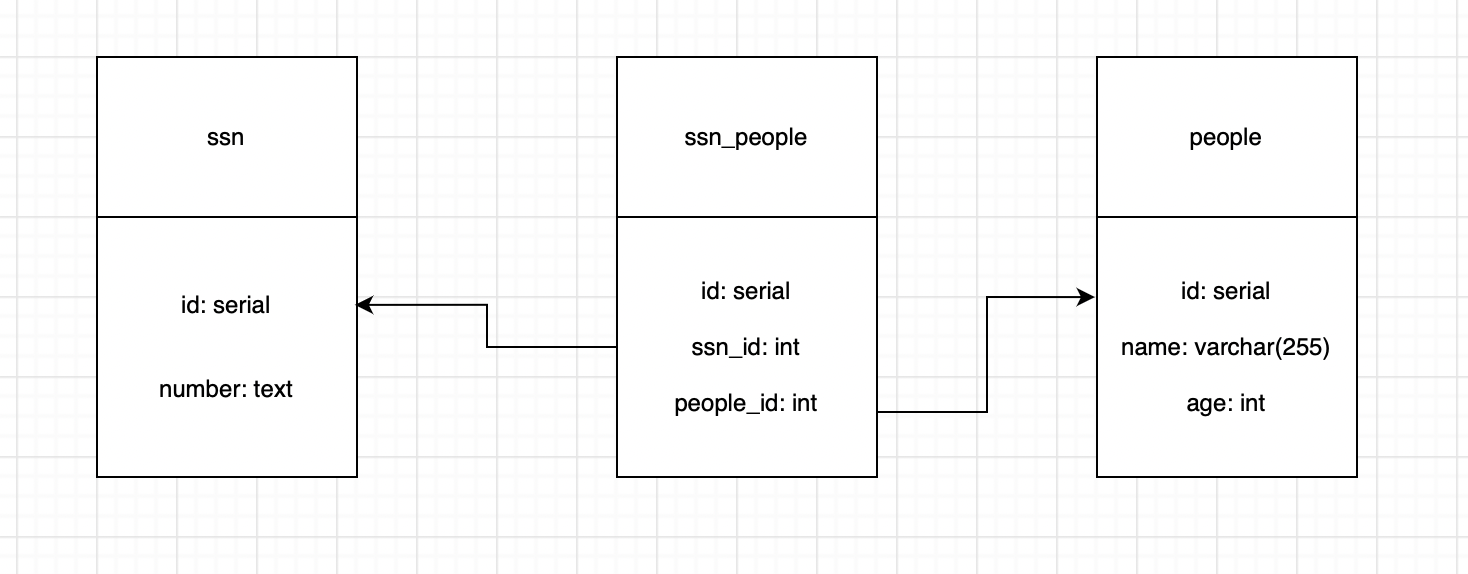 ssn
id: serial
number: text
ssn_people
id: serial
ssn_id: int
people_id: int
people
id: serial
name: varchar(255)
age: int